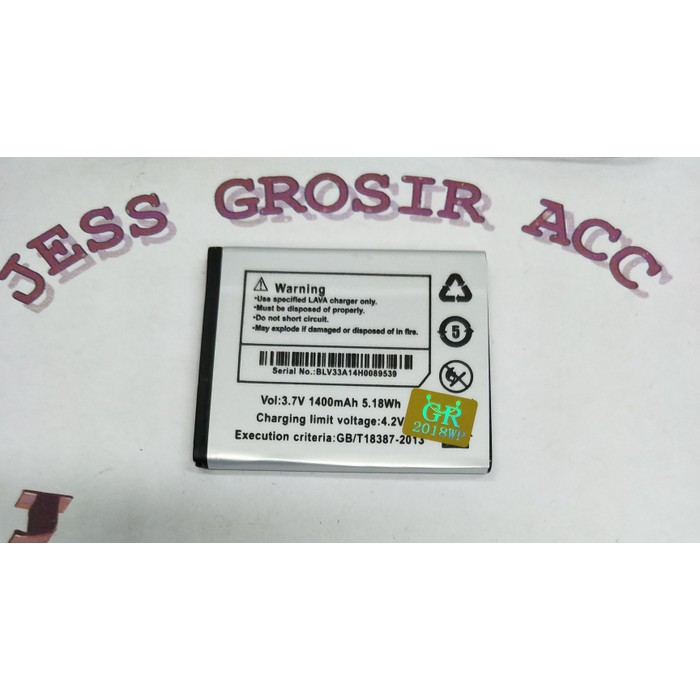 JESS GROSIR ACC
Warning
•Use specified LAVA charger only.
•Must be disposed of properly.
•Do not short circuit.
•May explode if damaged or disposed of in fire.
Serial No.:BLV33A14H0089539
Vol:3.7V 1400mAh 5.18Wh
Charging limit voltage:4.2V
Execution criteria:GB/T18387-2013
5
GR
2018WP
J